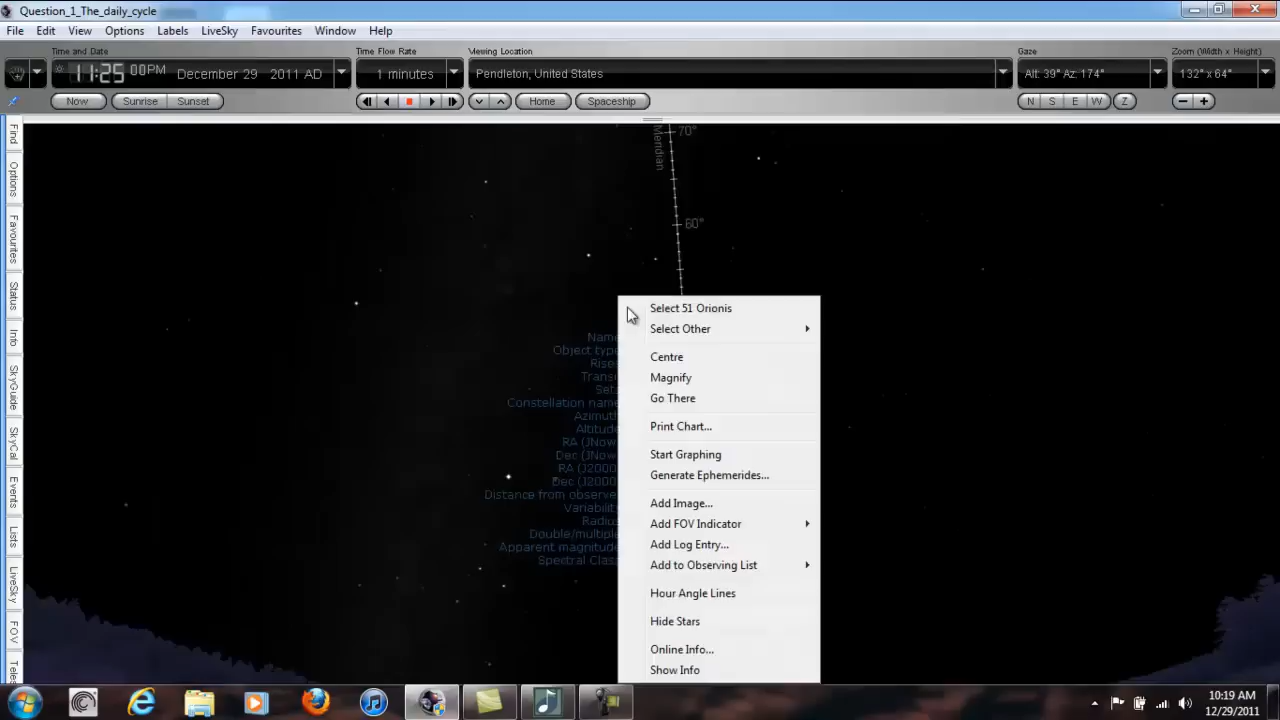 Question_1_The_daily_cycle
File Edit View Options Labels LiveSky Favourites Window Help
Time and Date Time Flow Rate Viewing Location Gaze Zoom (Width x Height)
11:25 00PM December 29 2011 AD 1 minutes Pendleton, United States Alt: 39° Az: 174° 132° x 64°
Now Sunrise Sunset Home Spaceship N S E W Z
Find
Options
Favourites
Status
Info
SkyGuide
SkyCal
Events
Lists
LiveSky
FOV
Meridian
70°
60°
Name
Object type
Rises
Constellation name
Azimuth
Altitude
RA (JNow
Dec (JNow
RA (J2000
Dec (J2000
Distance from observer
Variability
Radius
Double/multiple
Apparent magnitude
Spectral Class
Select 51 Orionis
Select Other
Centre
Magnify
Go There
Print Chart...
Start Graphing
Generate Ephemerides...
Add Image...
Add FOV Indicator
Add Log Entry...
Add to Observing List
Hour Angle Lines
Hide Stars
Online Info...
Show Info
10:19 AM
12/29/2011